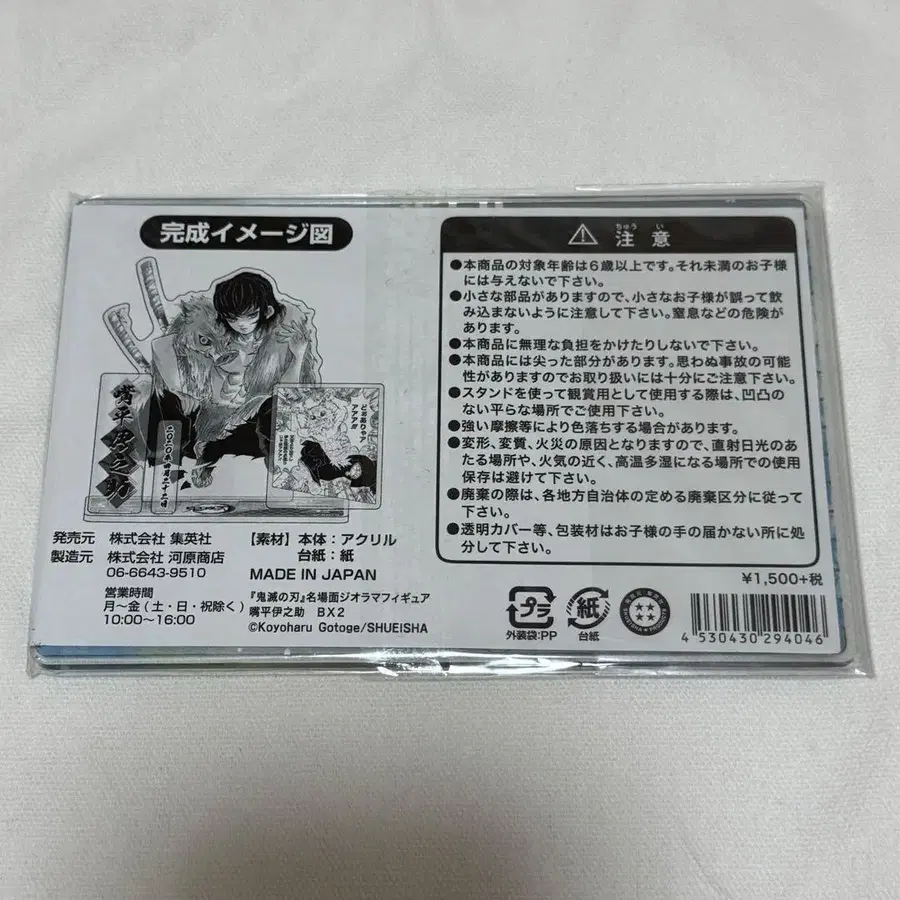 完成イメージ図
嘴平伊之助
二〇二〇年四月二十二日
発売元 株式会社 集英社
製造元 株式会社 河原商店
06-6643-9510
営業時間
月〜金(土・日・祝除く)
10:00〜16:00
【素材】本体:アクリル
台紙:紙
MADE IN JAPAN
『鬼滅の刃』名場面ジオラマフィギュア
嘴平伊之助 BX2
©Koyoharu Gotoge/SHUEISHA
ちゅう い
注 意
●本商品の対象年齢は6歳以上です。それ未満のお子様
には与えないで下さい。
●小さな部品がありますので、小さなお子様が誤って飲
み込まないように注意して下さい。窒息などの危険が
あります。
●本商品に無理な負担をかけたりしないで下さい。
●本商品には尖った部分があります。思わぬ事故の可能
性がありますのでお取り扱いには十分にご注意下さい。
●スタンドを使って観賞用として使用する際は、凹凸の
ない平らな場所でご使用下さい。
●強い摩擦等により色落ちする場合があります。
●変形、変質、火災の原因となりますので、直射日光のあ
たる場所や、火気の近く、高温多湿になる場所での使用
保存は避けて下さい。
●廃棄の際は、各地方自治体の定める廃棄区分に従って
下さい。
●透明カバー等、包装材はお子様の手の届かない所に処
分して下さい。
¥1,500+税
プラ
外装袋:PP
紙
台紙
4 530430 294046